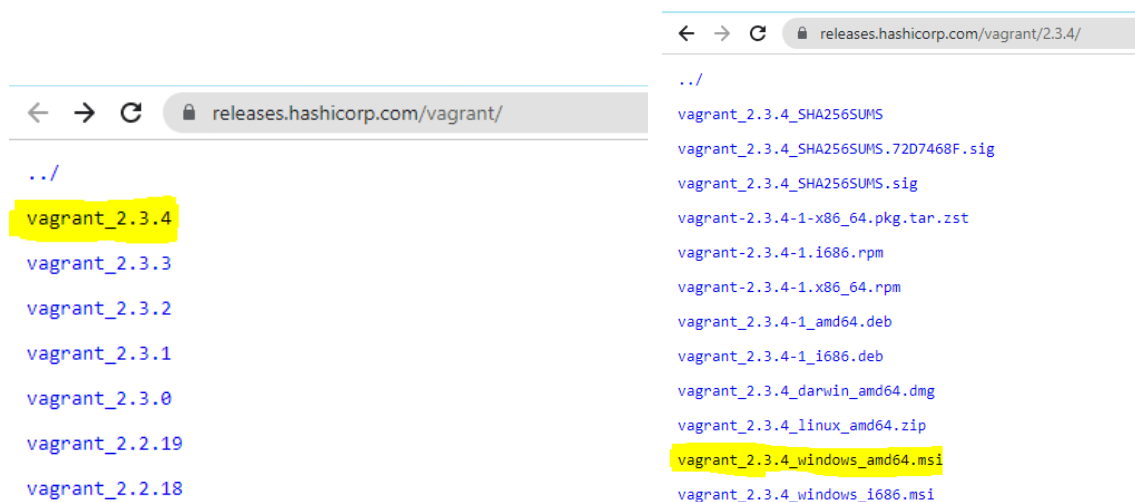 releases.hashicorp.com/vagrant/
../
vagrant_2.3.4
vagrant_2.3.3
vagrant_2.3.2
vagrant_2.3.1
vagrant_2.3.0
vagrant_2.2.19
vagrant_2.2.18
releases.hashicorp.com/vagrant/2.3.4/
../
vagrant_2.3.4_SHA256SUMS
vagrant_2.3.4_SHA256SUMS.72D7468F.sig
vagrant_2.3.4_SHA256SUMS.sig
vagrant-2.3.4-1-x86_64.pkg.tar.zst
vagrant-2.3.4-1.i686.rpm
vagrant-2.3.4-1.x86_64.rpm
vagrant_2.3.4-1_amd64.deb
vagrant_2.3.4-1_i686.deb
vagrant_2.3.4_darwin_amd64.dmg
vagrant_2.3.4_linux_amd64.zip
vagrant_2.3.4_windows_amd64.msi
vagrant_2.3.4_windows_i686.msi